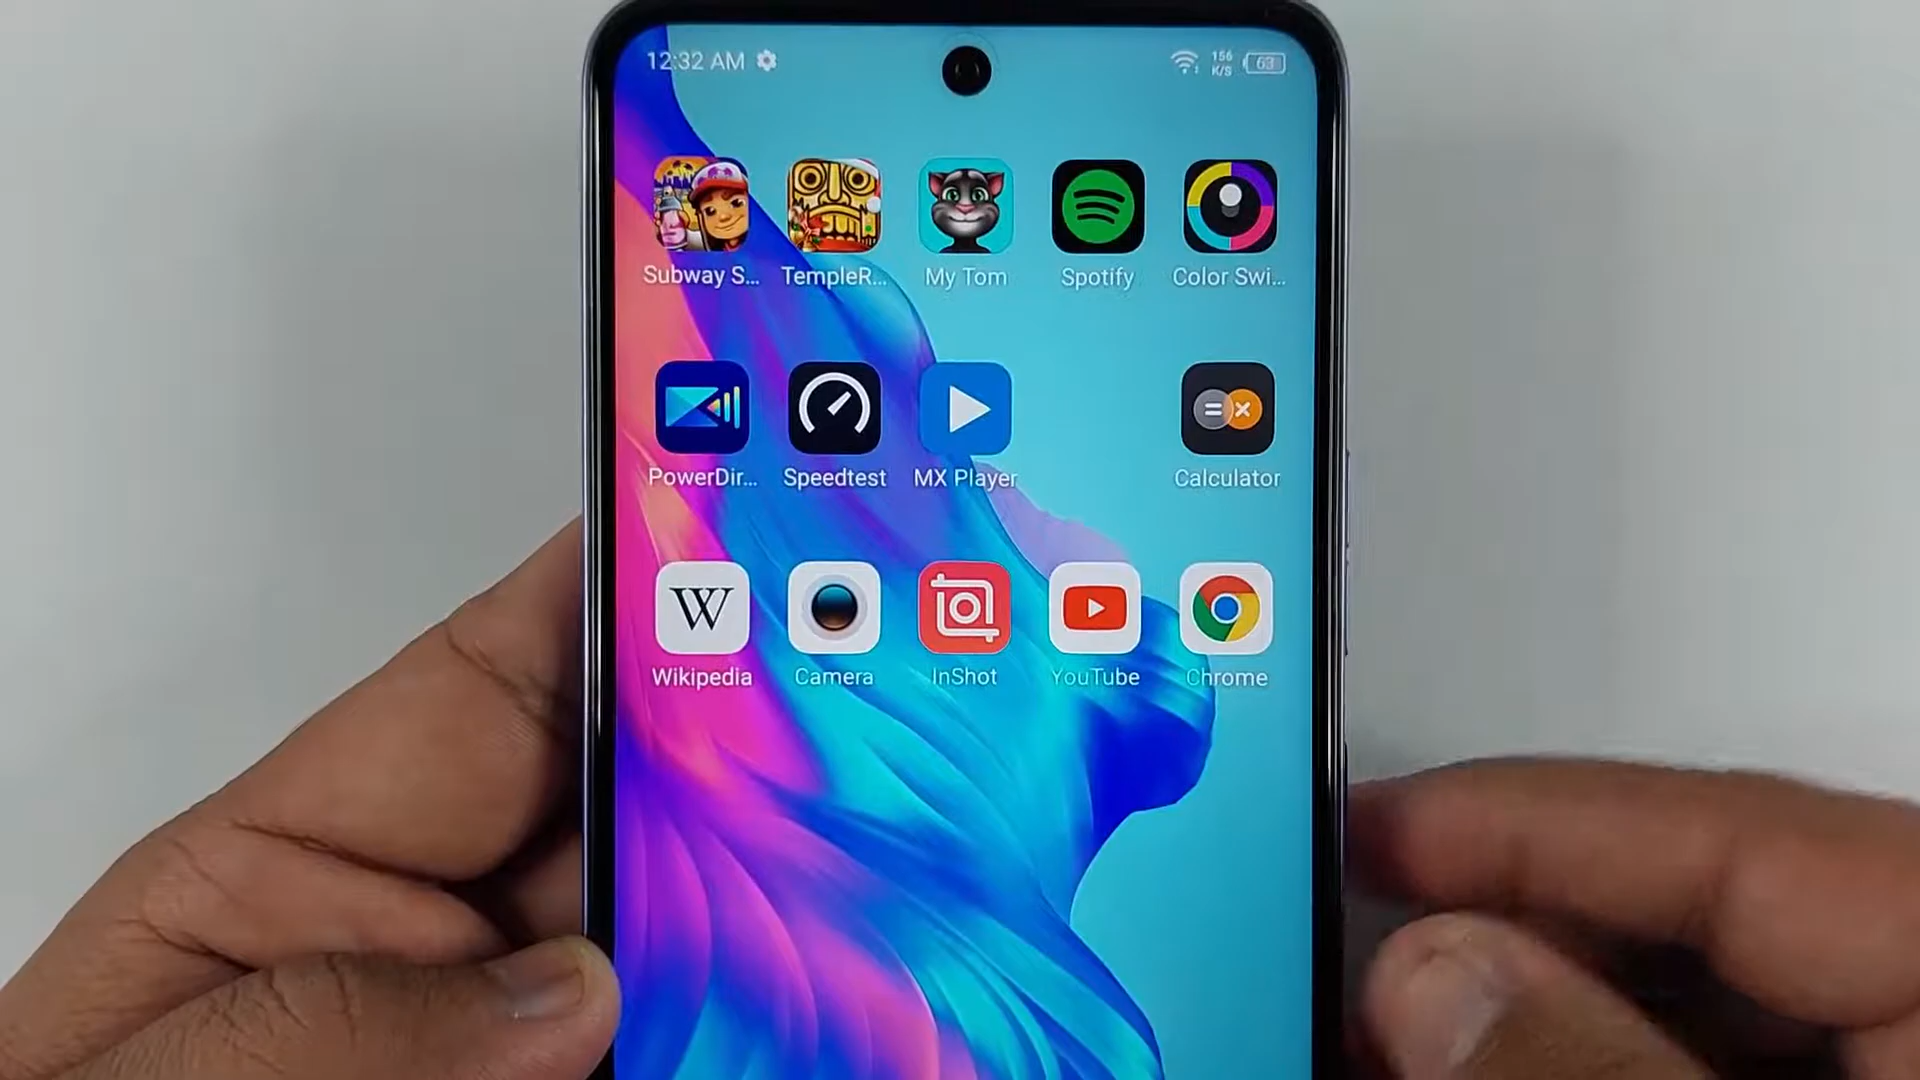 12:32 AM
156
K/S
63
Subway S... TempleR... My Tom Spotify Color Swi...
PowerDir... Speedtest MX Player Calculator
W
Wikipedia Camera InShot YouTube Chrome